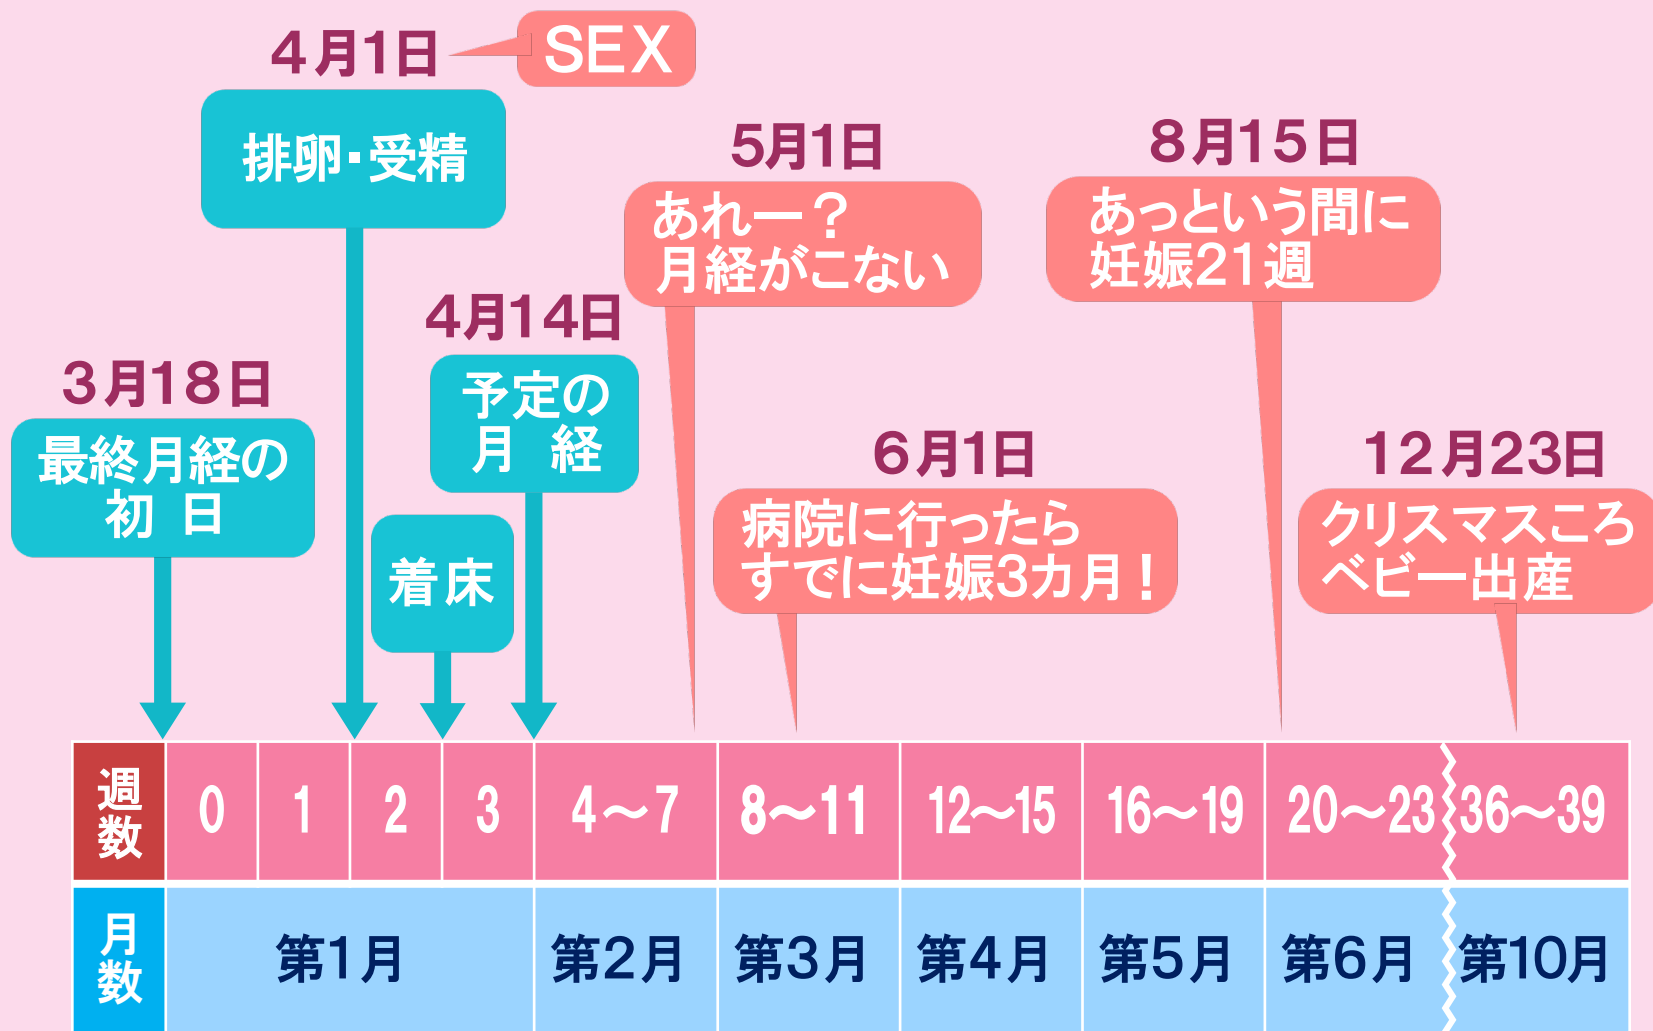 4月1日
SEX
排卵・受精
5月1日
あれー？
月経がこない
8月15日
あっという間に
妊娠21週
4月14日
予定の
月 経
3月18日
最終月経の
初 日
着床
6月1日
病院に行ったら
すでに妊娠3カ月！
12月23日
クリスマスころ
ベビー出産
週数 0 1 2 3 4〜7 8〜11 12〜15 16〜19 20〜23 36〜39
月数 第1月 第2月 第3月 第4月 第5月 第6月 第10月